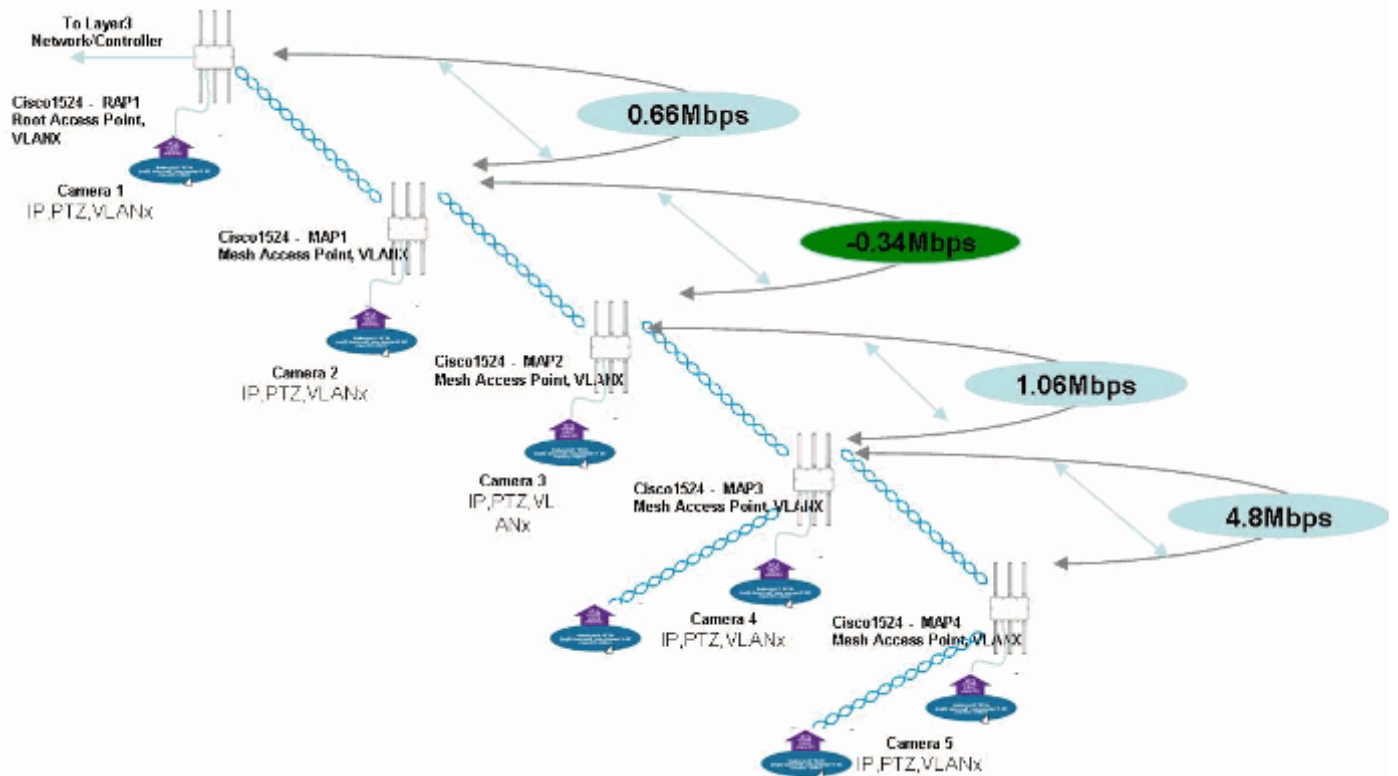 To Layer3
Network/Controller
Cisco1524 - RAP1
Root Access Point,
VLANX
Camera 1
IP,PTZ,VLANx
0.66Mbps
Cisco1524 - MAP1
Mesh Access Point, VLANX
Camera 2
IP,PTZ,VLANx
-0.34Mbps
Cisco1524 - MAP2
Mesh Access Point, VLANX
Camera 3
IP,PTZ,VL
ANx
1.06Mbps
Cisco1524 - MAP3
Mesh Access Point, VLANX
Camera 4
IP,PTZ,VLANx
4.8Mbps
Cisco1524 - MAP4
Mesh Access Point, VLANX
Camera 5
IP,PTZ,VLANx